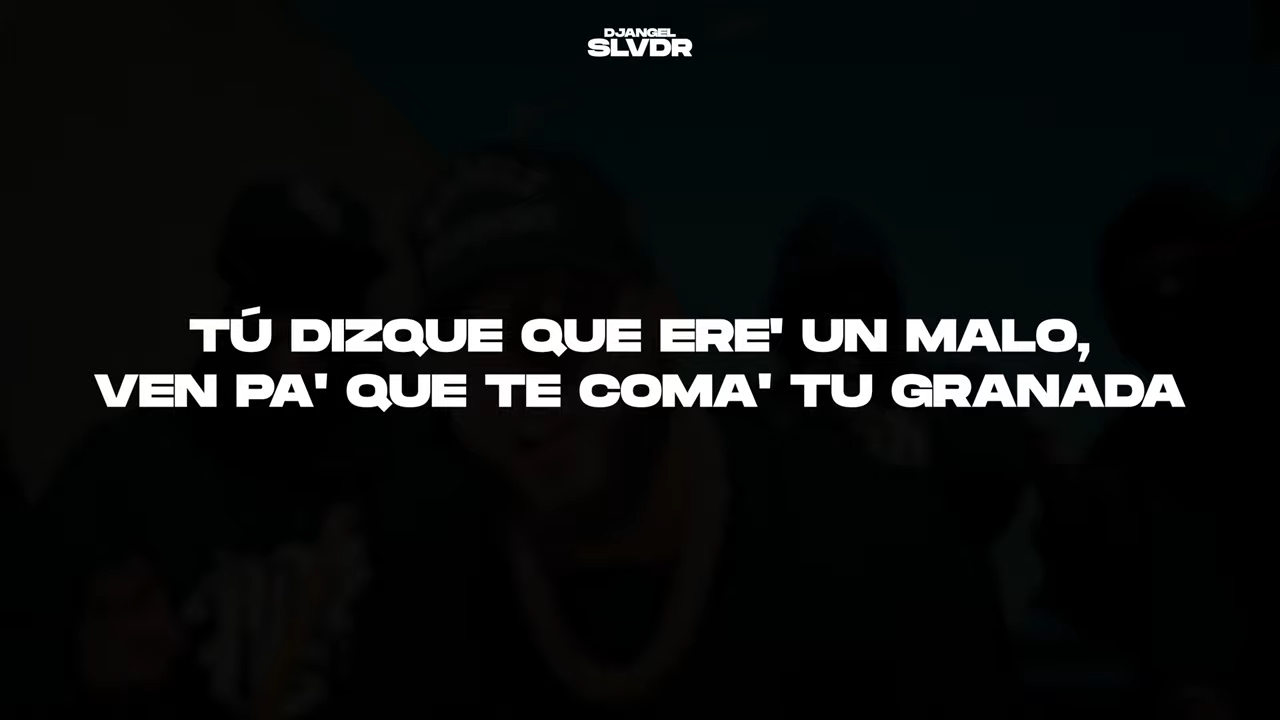 DJANGEL
SLVDR
TÚ DIZQUE QUE ERE' UN MALO,
VEN PA' QUE TE COMA' TU GRANADA